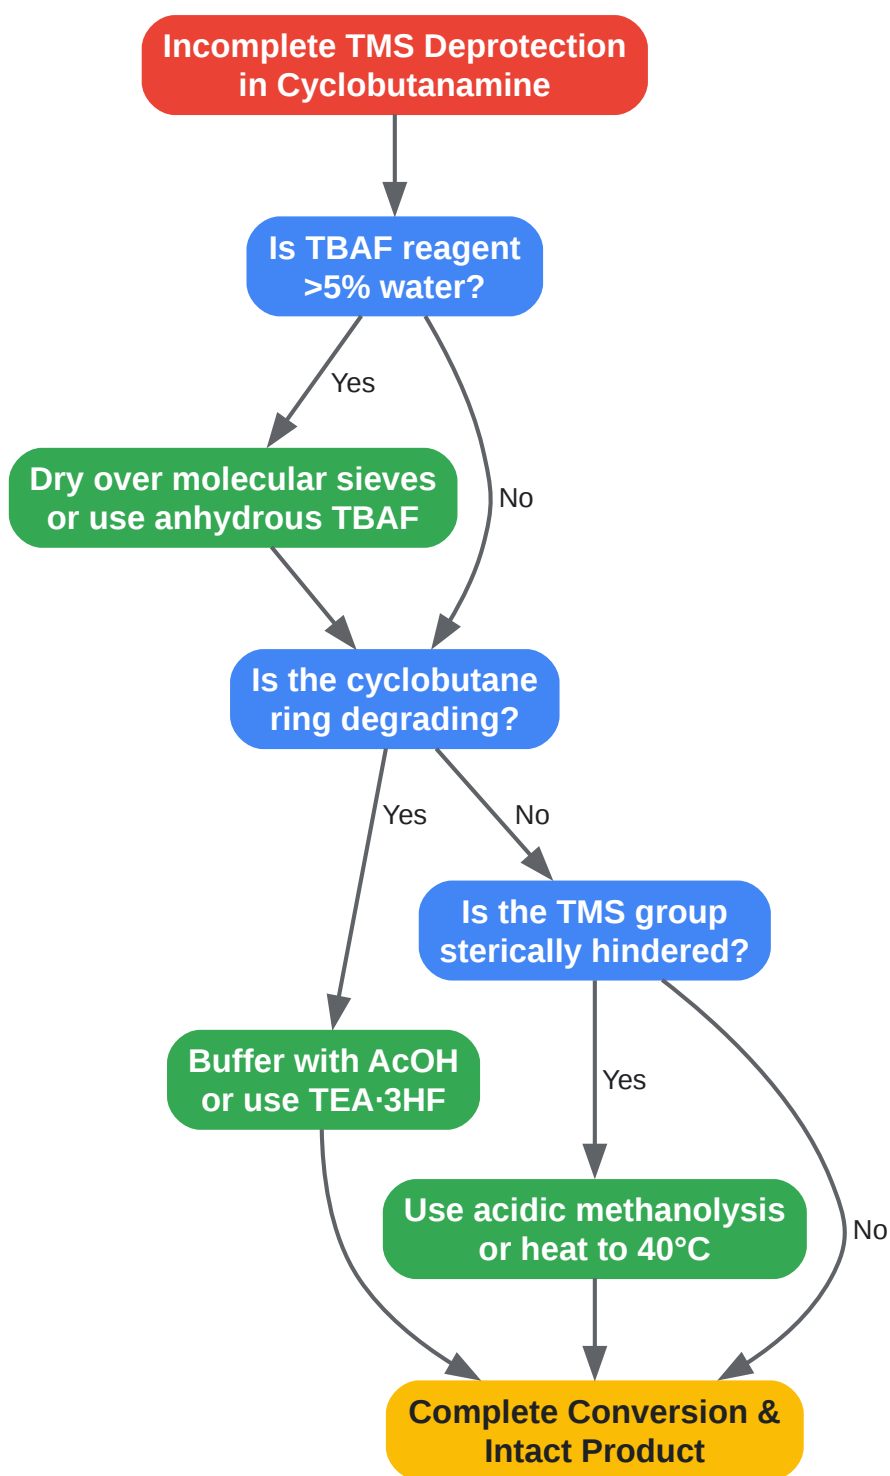 Incomplete TMS Deprotection
in Cyclobutanamine
Is TBAF reagent
>5% water?
Yes
Dry over molecular sieves
or use anhydrous TBAF
No
Is the cyclobutane
ring degrading?
Yes
No
Is the TMS group
sterically hindered?
Buffer with AcOH
or use TEA·3HF
Yes
Use acidic methanolysis
or heat to 40°C
No
Complete Conversion &
Intact Product